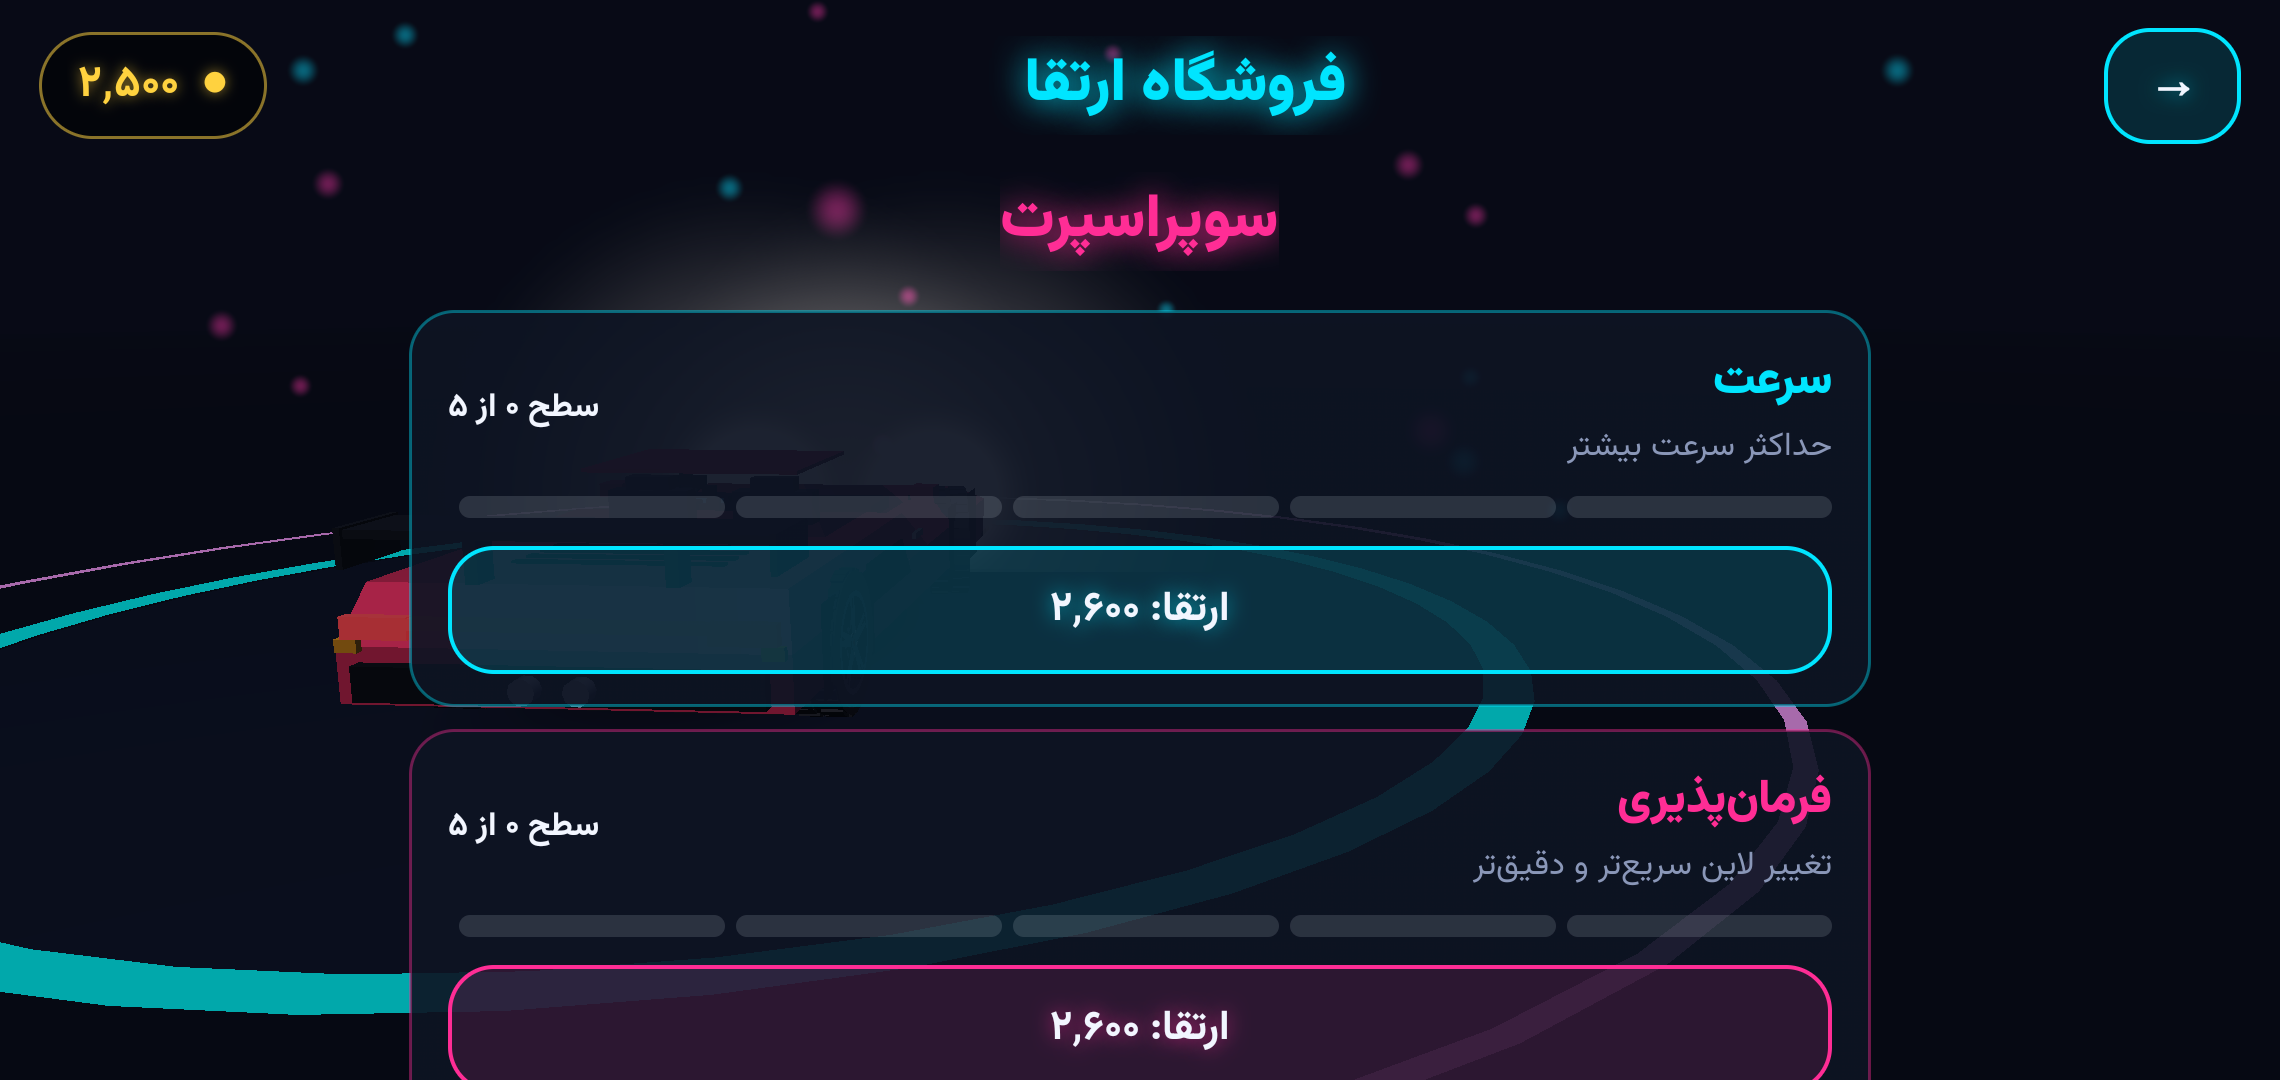 →
فروشگاه ارتقا
۲,۵۰۰
سوپراسپرت
سرعت
حداکثر سرعت بیشتر
سطح ۰ از ۵
ارتقا: ۲,۶۰۰
فرمان‌پذیری
تغییر لاین سریع‌تر و دقیق‌تر
سطح ۰ از ۵
ارتقا: ۲,۶۰۰